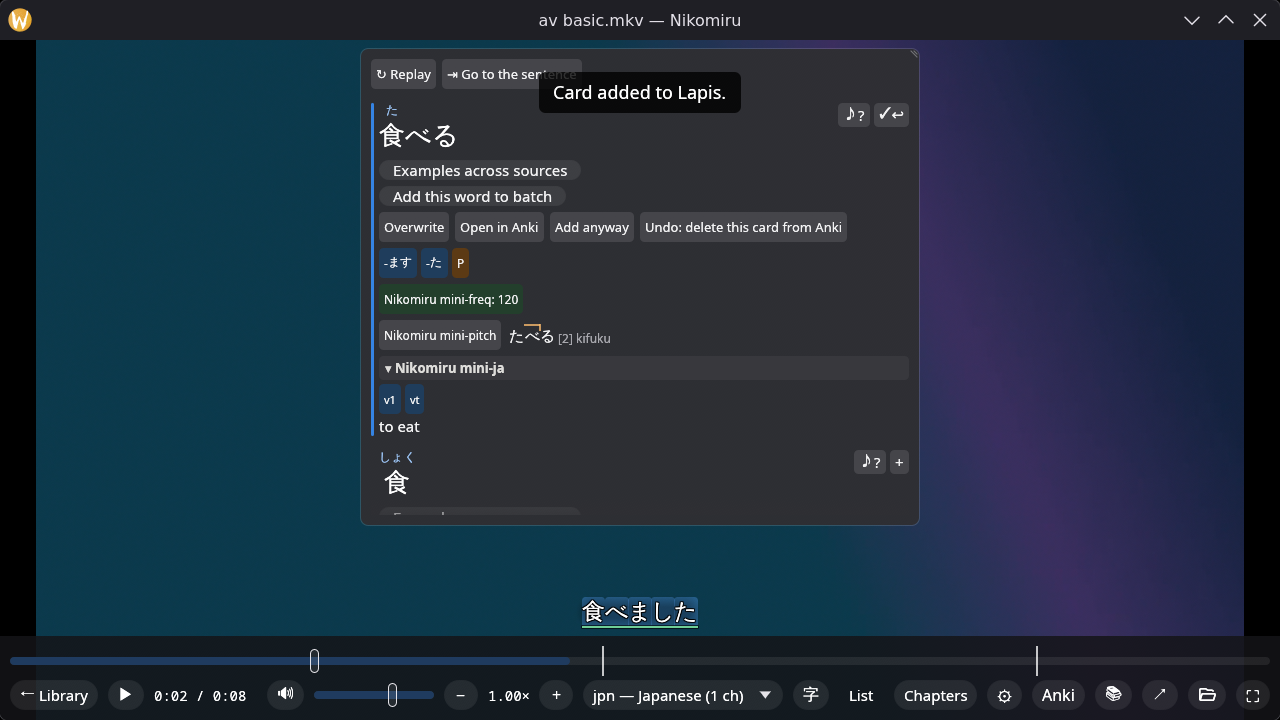 av basic.mkv — Nikomiru
↻ Replay
⇥ Go to the sentence
Card added to Lapis.
た
食べる
♪?
✓↩
Examples across sources
Add this word to batch
Overwrite
Open in Anki
Add anyway
Undo: delete this card from Anki
-ます
-た
P
Nikomiru mini-freq: 120
Nikomiru mini-pitch
たべる [2] kifuku
▾ Nikomiru mini-ja
v1
vt
to eat
しょく
食
♪?
+
食べました
← Library
0:02 / 0:08
−
1.00×
+
jpn — Japanese (1 ch)
字
List
Chapters
Anki